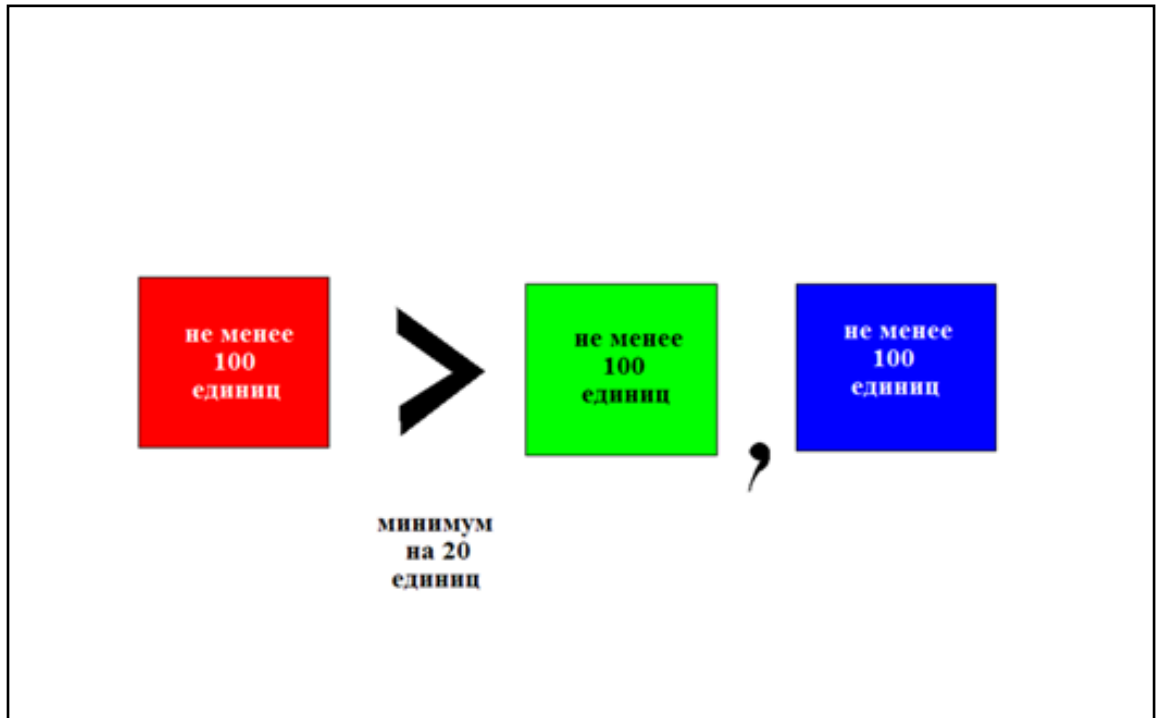 не менее
100
единиц
>
минимум
на 20
единиц
не менее
100
единиц
,
не менее
100
единиц